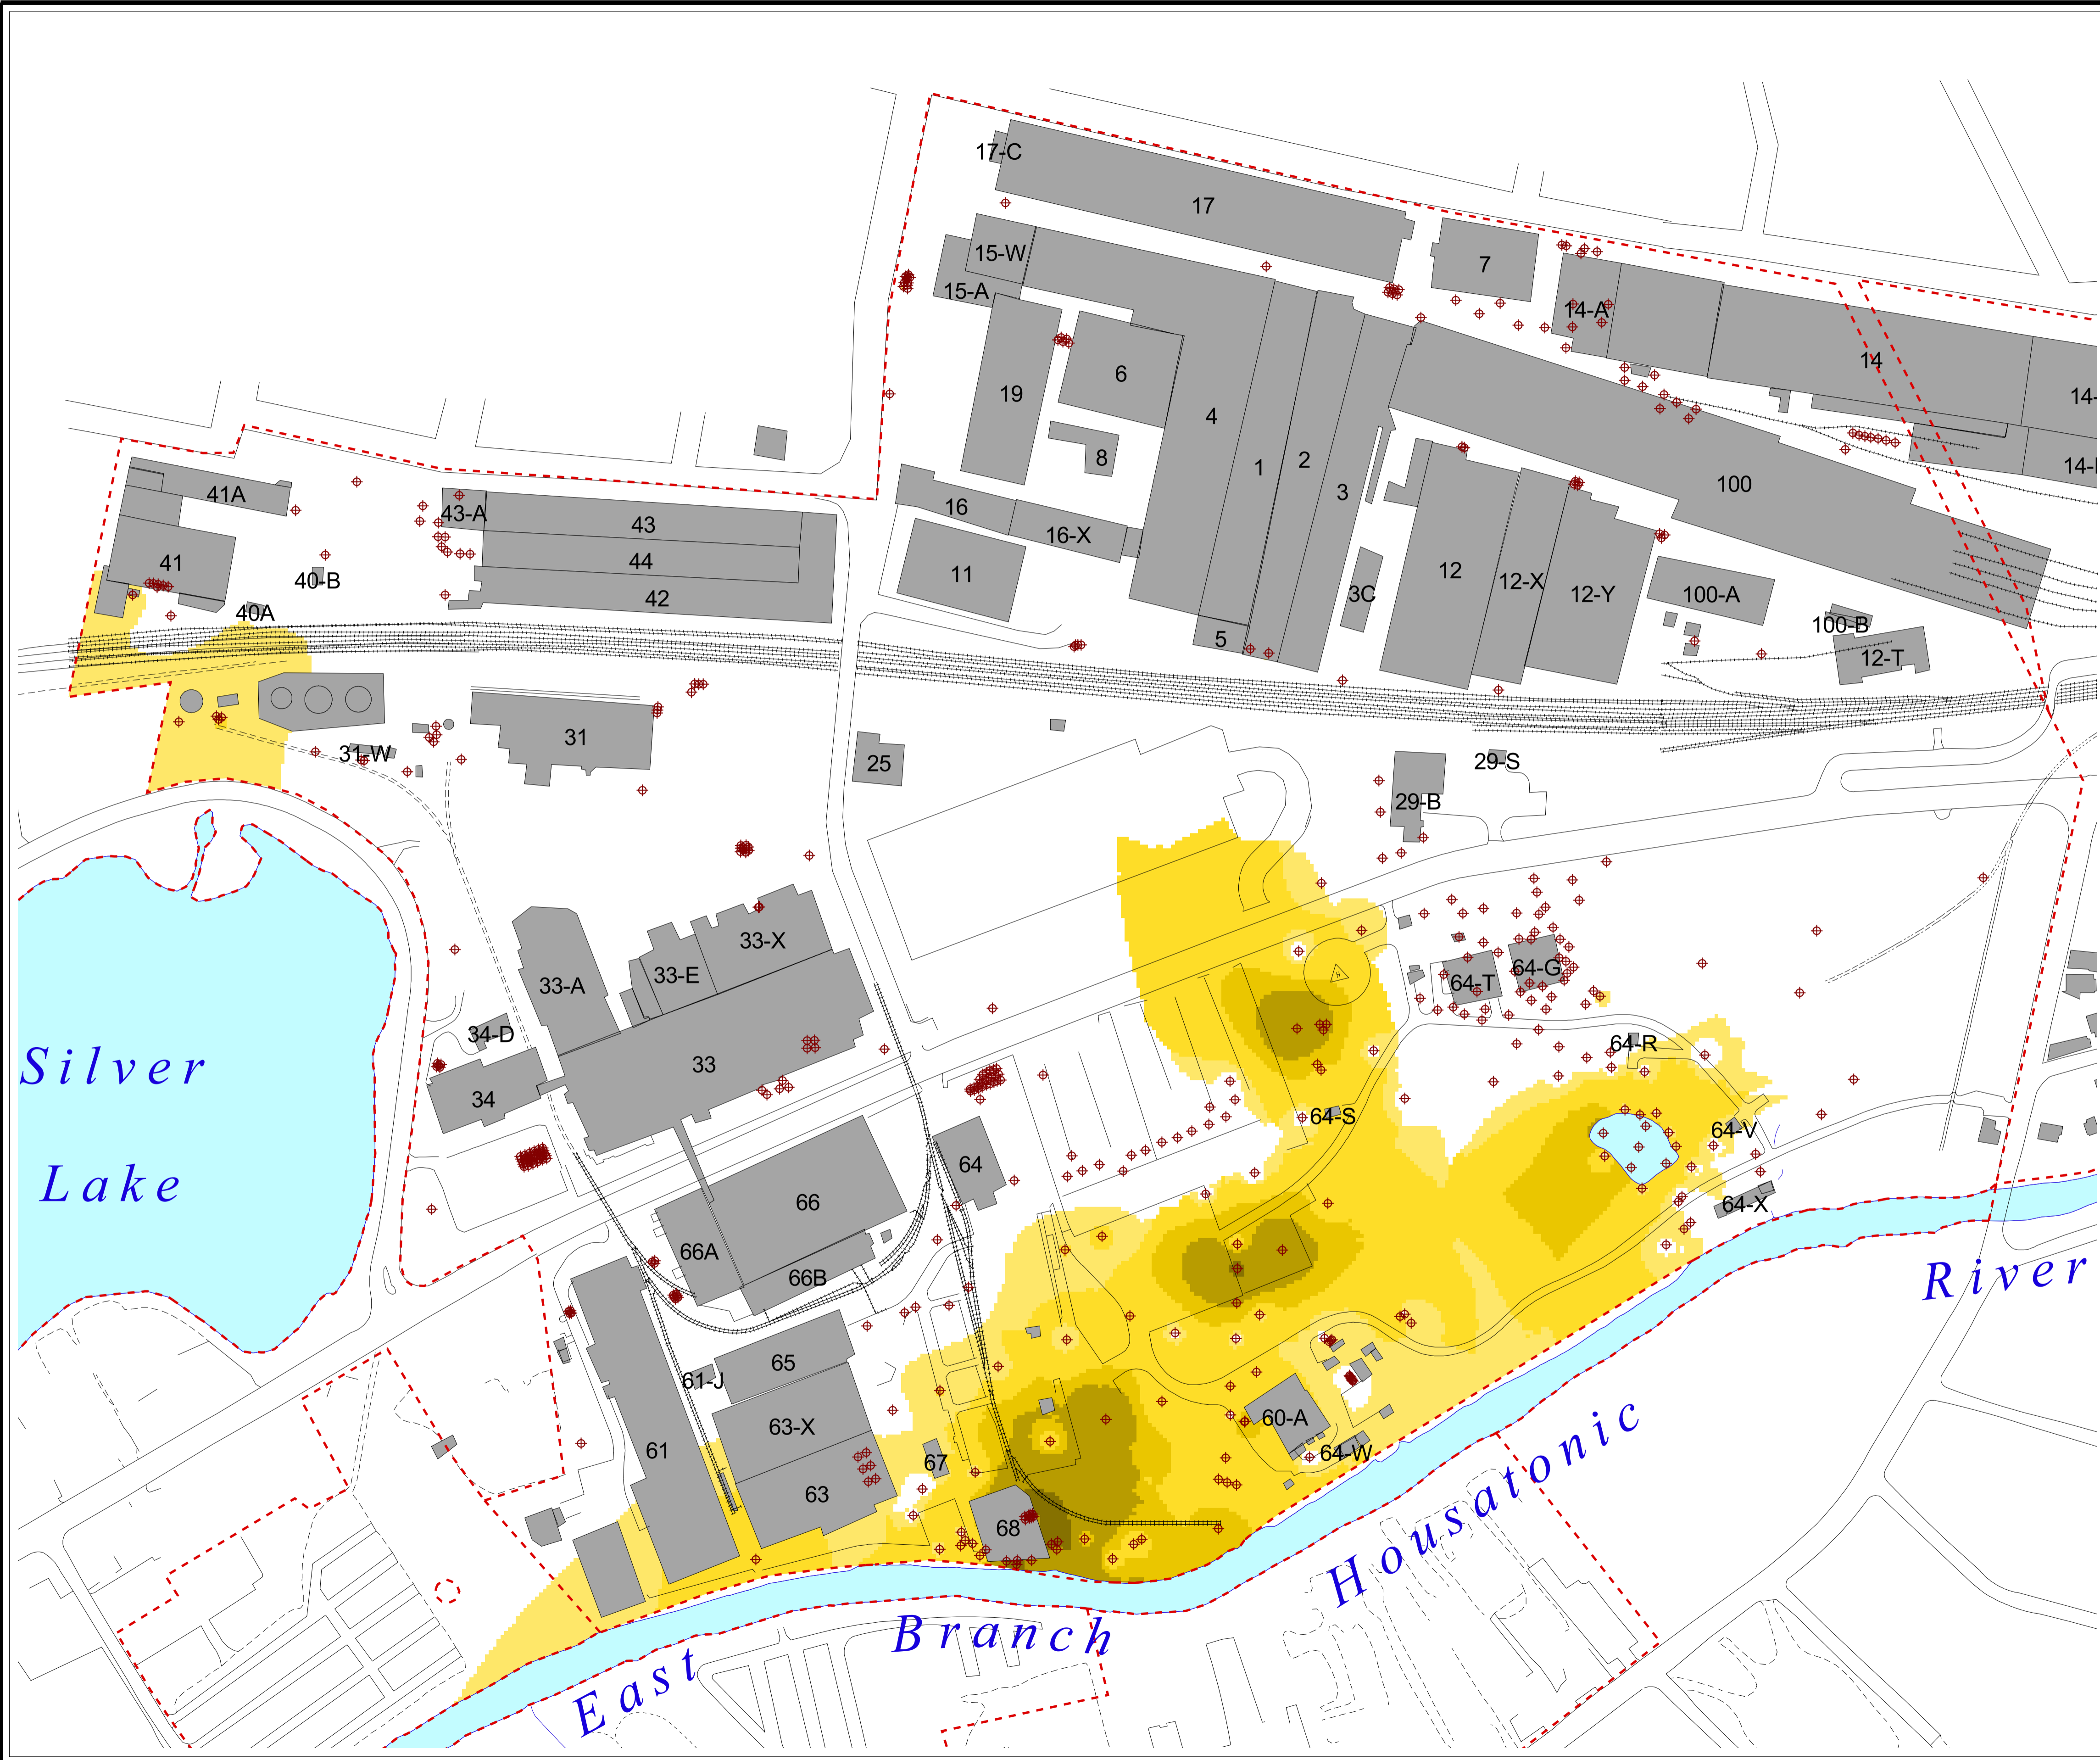 17-C
17
15-W
7
15-A
14-A
14
6
19
14-
4
8
1
2
14-
3
100
41A
16
43-A
43
16-X
44
41
11
12
12-X
40-B
12-Y
3C
100-A
42
40A
100-B
5
12-T
31
31-W
25
29-S
29-B
33-X
33-E
64-G
64-T
33-A
34-D
64-R
Silver
33
34
64-S
64-V
64
Lake
66
64-X
66A
66B
River
65
61-J
60-A
63-X
61
64-W
67
63
68
Housatonic
Branch
East
H